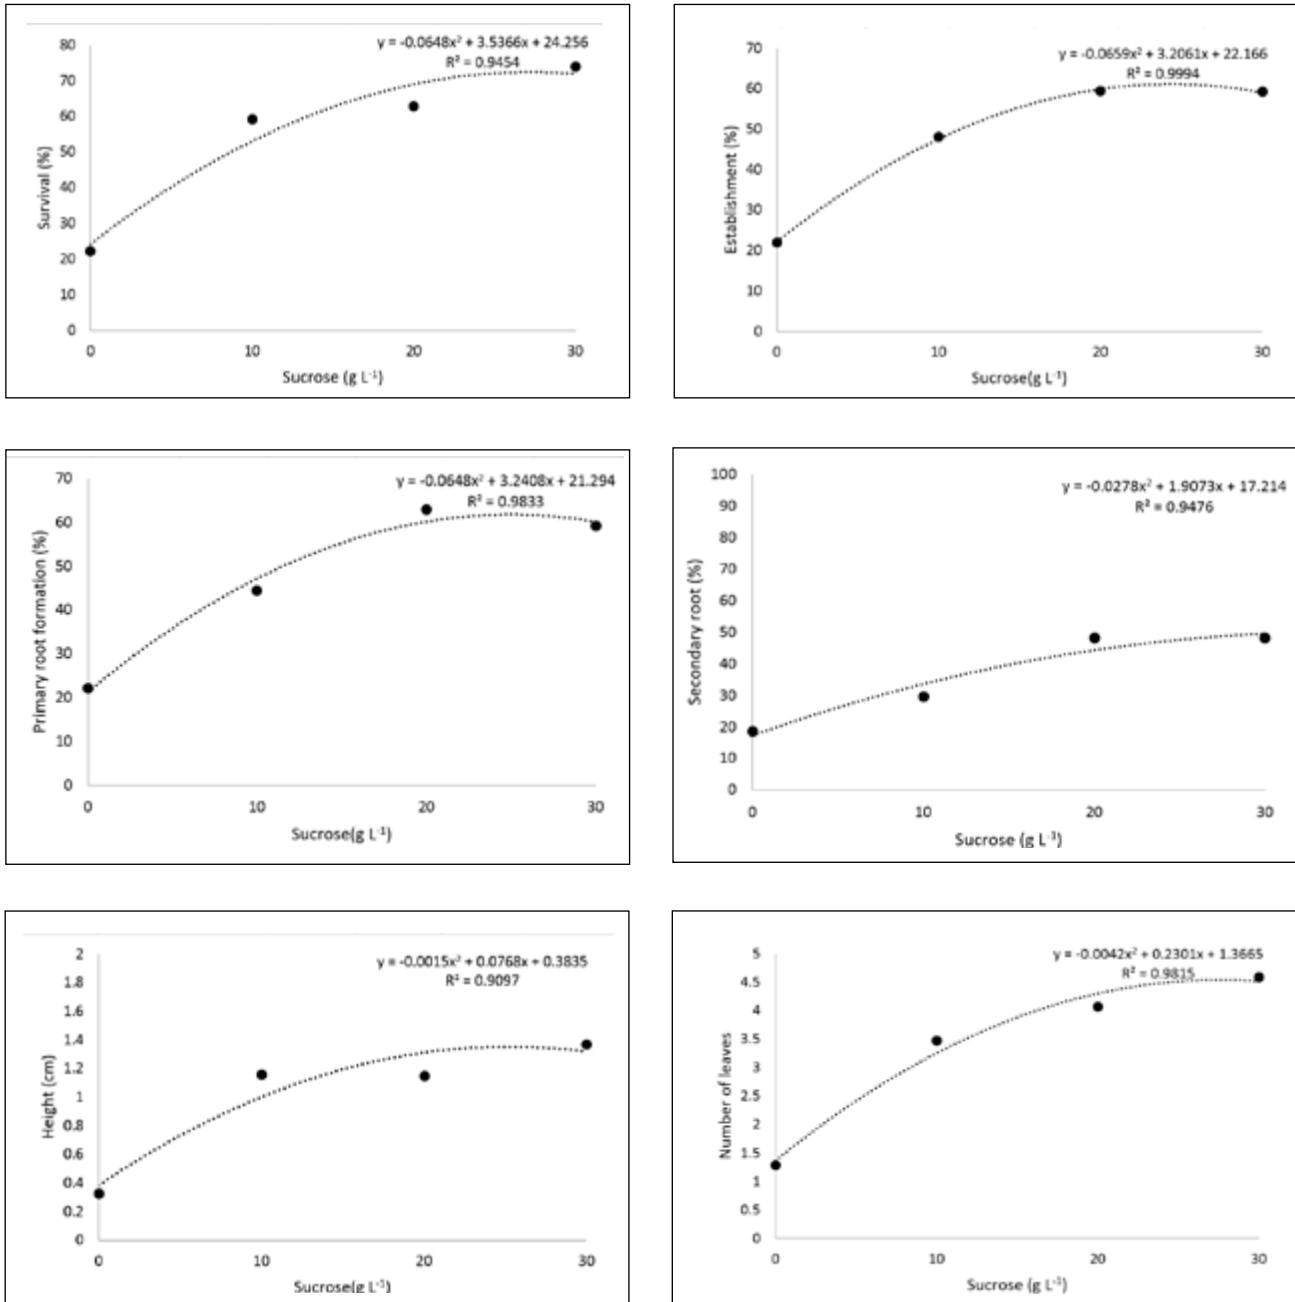 y = -0.0648x² + 3.5366x + 24.256
R² = 0.9454
80
70
60
50
40
30
20
10
0
Survival (%)
0 10 20 30
Sucrose (g L⁻¹)
y = -0.0659x² + 3.2061x + 22.166
R² = 0.9994
70
60
50
40
30
20
10
0
Establishment (%)
0 10 20 30
Sucrose(g L⁻¹)
y = -0.0648x² + 3.2408x + 21.294
R² = 0.9833
70
60
50
40
30
20
10
0
Primary root formation (%)
0 10 20 30
Sucrose(g L⁻¹)
y = -0.0278x² + 1.9073x + 17.214
R² = 0.9476
100
90
80
70
60
50
40
30
20
10
0
Secondary root (%)
0 10 20 30
Sucrose (g L⁻¹)
y = -0.0015x² + 0.0768x + 0.3835
R² = 0.9097
2
1.8
1.6
1.4
1.2
1
0.8
0.6
0.4
0.2
0
Height (cm)
0 10 20 30
Sucrose(g L⁻¹)
y = -0.0042x² + 0.2301x + 1.3665
R² = 0.9815
5
4.5
4
3.5
3
2.5
2
1.5
1
0.5
0
Number of leaves
0 10 20 30
Sucrose (g L⁻¹)